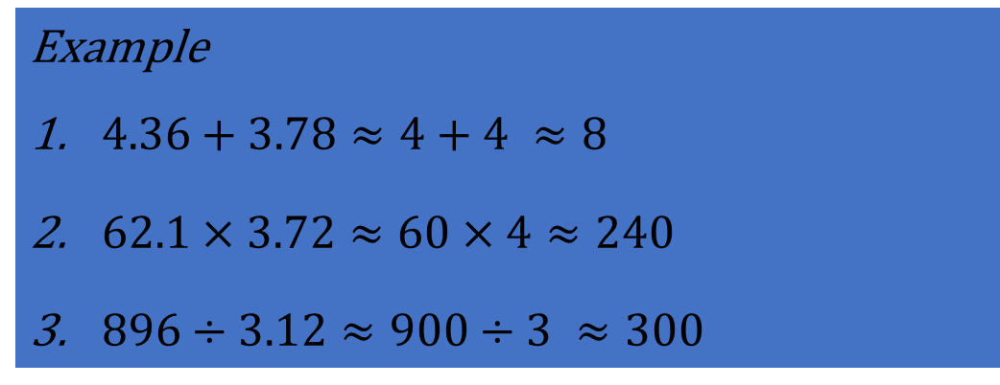 Example
1. 4.36 + 3.78 ≈ 4 + 4 ≈ 8
2. 62.1 × 3.72 ≈ 60 × 4 ≈ 240
3. 896 ÷ 3.12 ≈ 900 ÷ 3 ≈ 300